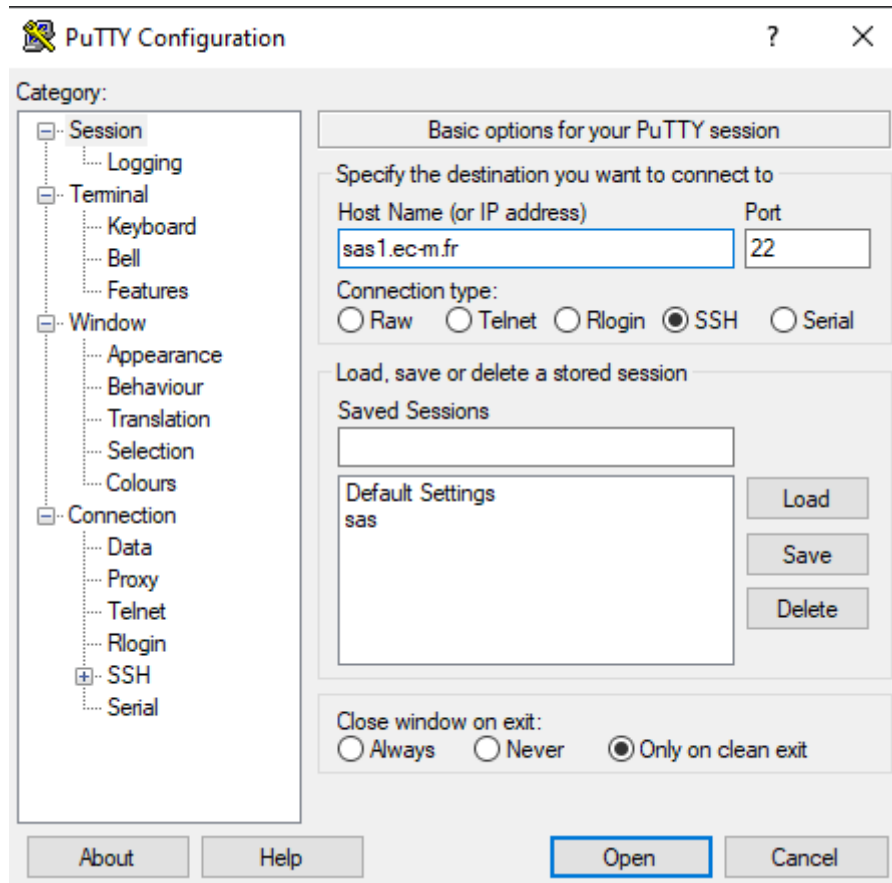 PuTTY Configuration
?
Category:
Session
Logging
Terminal
Keyboard
Bell
Features
Window
Appearance
Behaviour
Translation
Selection
Colours
Connection
Data
Proxy
Telnet
Rlogin
SSH
Serial
Basic options for your PuTTY session
Specify the destination you want to connect to
Host Name (or IP address) Port
sas1.ec-m.fr 22
Connection type:
Raw Telnet Rlogin SSH Serial
Load, save or delete a stored session
Saved Sessions
Default Settings
sas
Load
Save
Delete
Close window on exit:
Always Never Only on clean exit
About Help Open Cancel